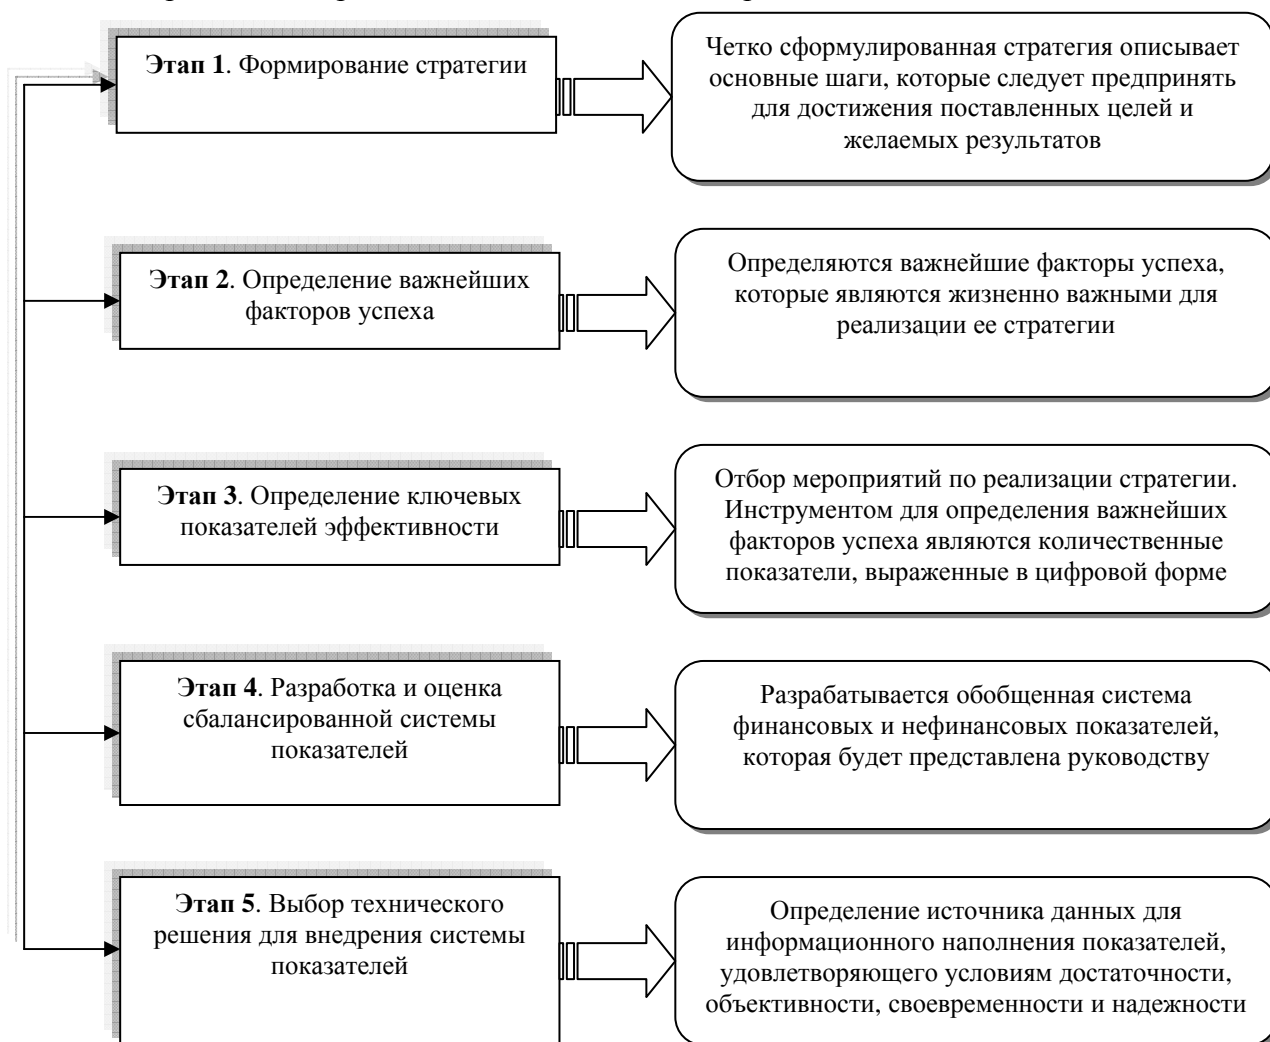 Этап 1. Формирование стратегии
Четко сформулированная стратегия описывает
основные шаги, которые следует предпринять
для достижения поставленных целей и
желаемых результатов
Этап 2. Определение важнейших
факторов успеха
Определяются важнейшие факторы успеха,
которые являются жизненно важными для
реализации ее стратегии
Этап 3. Определение ключевых
показателей эффективности
Отбор мероприятий по реализации стратегии.
Инструментом для определения важнейших
факторов успеха являются количественные
показатели, выраженные в цифровой форме
Этап 4. Разработка и оценка
сбалансированной системы
показателей
Разрабатывается обобщенная система
финансовых и нефинансовых показателей,
которая будет представлена руководству
Этап 5. Выбор технического
решения для внедрения системы
показателей
Определение источника данных для
информационного наполнения показателей,
удовлетворяющего условиям достаточности,
объективности, своевременности и надежности